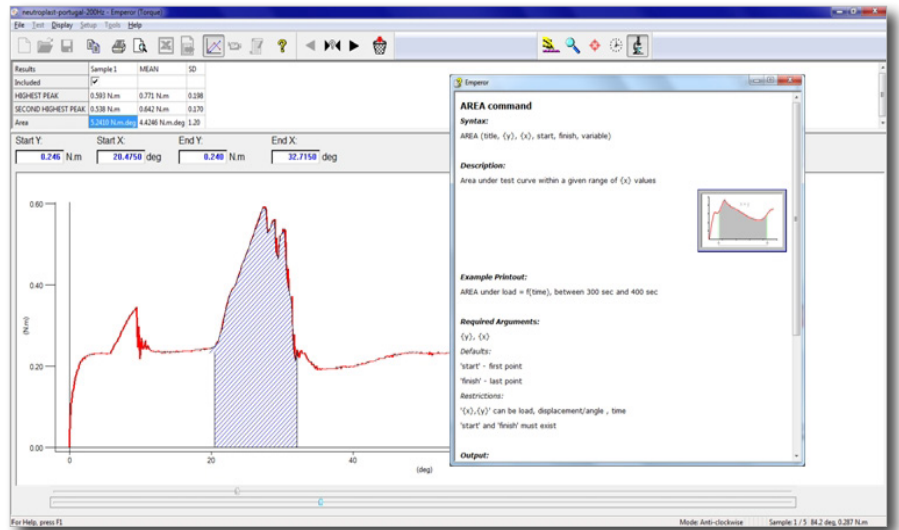 neutroplast-portugal-200Hz - Emperor (Torque)
File Test Display Setup Tools Help
Results Sample 1 MEAN SD
Included
HIGHEST PEAK 0.593 N.m 0.771 N.m 0.198
SECOND HIGHEST PEAK 0.538 N.m 0.642 N.m 0.170
Area 5.2410 N.m.deg 4.4246 N.m.deg 1.20
Start Y: Start X: End Y: End X:
0.246 N.m 20.4750 deg 0.240 N.m 32.7150 deg
0.60
0.40
(N.m)
0.20
0.00
0 20 40
(deg)
Emperor
AREA command
Syntax:
AREA (title, {y}, {x}, start, finish, variable)
Description:
Area under test curve within a given range of {x} values
Example Printout:
AREA under load = f(time), between 300 sec and 400 sec
Required Arguments:
{y}, {x}
Defaults:
'start' - first point
'finish' - last point
Restrictions:
'{x},{y}' can be load, displacement/angle , time
'start' and 'finish' must exist
Output:
For Help, press F1
Mode: Anti-clockwise Sample: 1 / 5 84.2 deg, 0.287 N.m